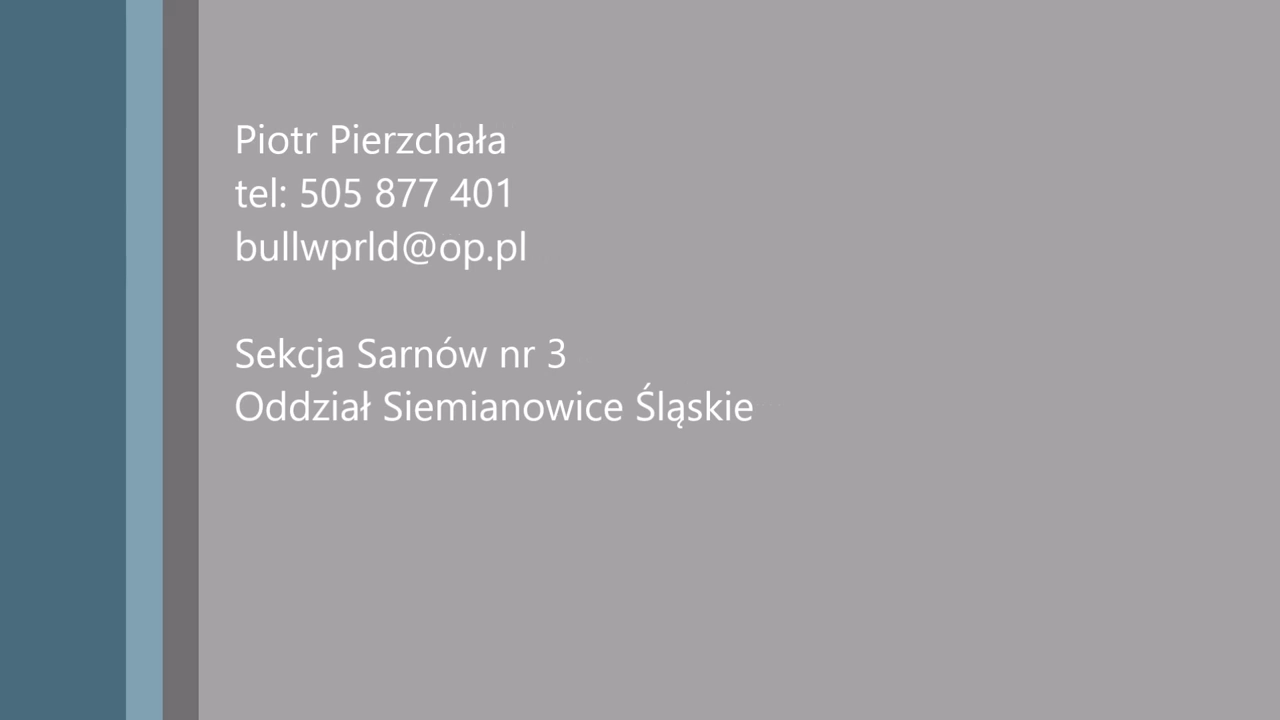 Piotr Pierzchała
tel: 505 877 401
bullwprld@op.pl
Sekcja Sarnów nr 3
Oddział Siemianowice Śląskie